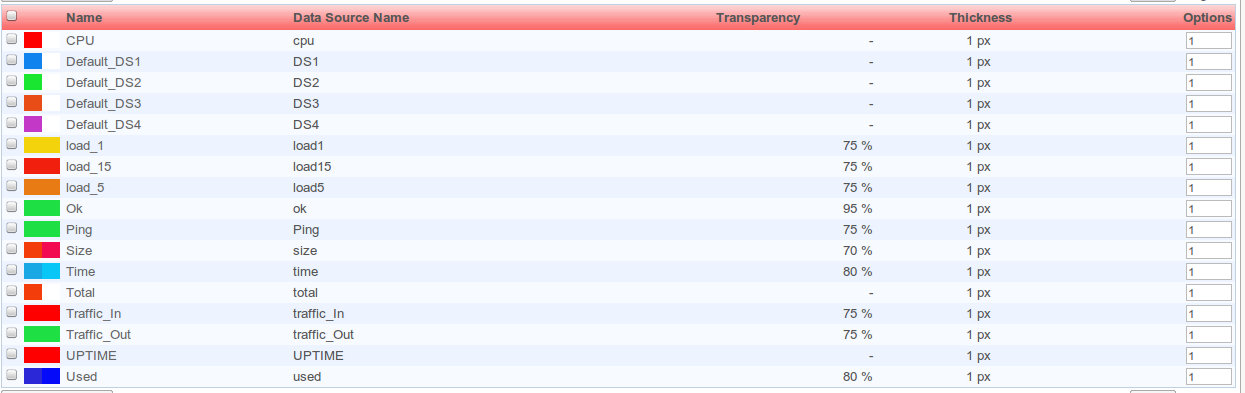 Name Data Source Name Transparency Thickness Options
CPU cpu - 1 px 1
Default_DS1 DS1 - 1 px 1
Default_DS2 DS2 - 1 px 1
Default_DS3 DS3 - 1 px 1
Default_DS4 DS4 - 1 px 1
load_1 load1 75 % 1 px 1
load_15 load15 75 % 1 px 1
load_5 load5 75 % 1 px 1
Ok ok 95 % 1 px 1
Ping Ping 75 % 1 px 1
Size size 70 % 1 px 1
Time time 80 % 1 px 1
Total total - 1 px 1
Traffic_In traffic_In 75 % 1 px 1
Traffic_Out traffic_Out 75 % 1 px 1
UPTIME UPTIME - 1 px 1
Used used 80 % 1 px 1